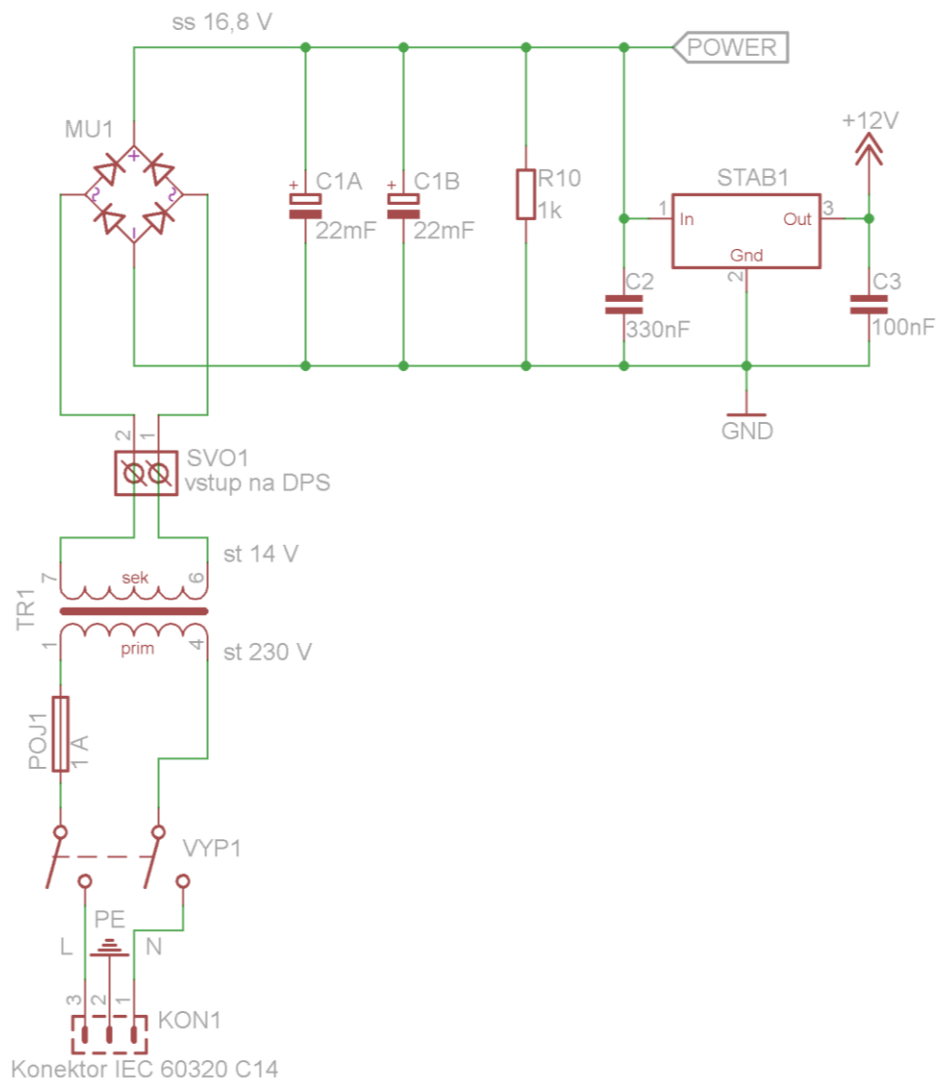 ss 16,8 V
POWER
MU1
+12V
C1A
22mF
C1B
22mF
R10
1k
STAB1
1
In
Out
3
Gnd
2
C2
330nF
C3
100nF
GND
2
1
SVO1
vstup na DPS
st 14 V
7
sek
6
TR1
1
prim
4
st 230 V
POJ1
1 A
VYP1
PE
L
N
3
2
1
KON1
Konektor IEC 60320 C14